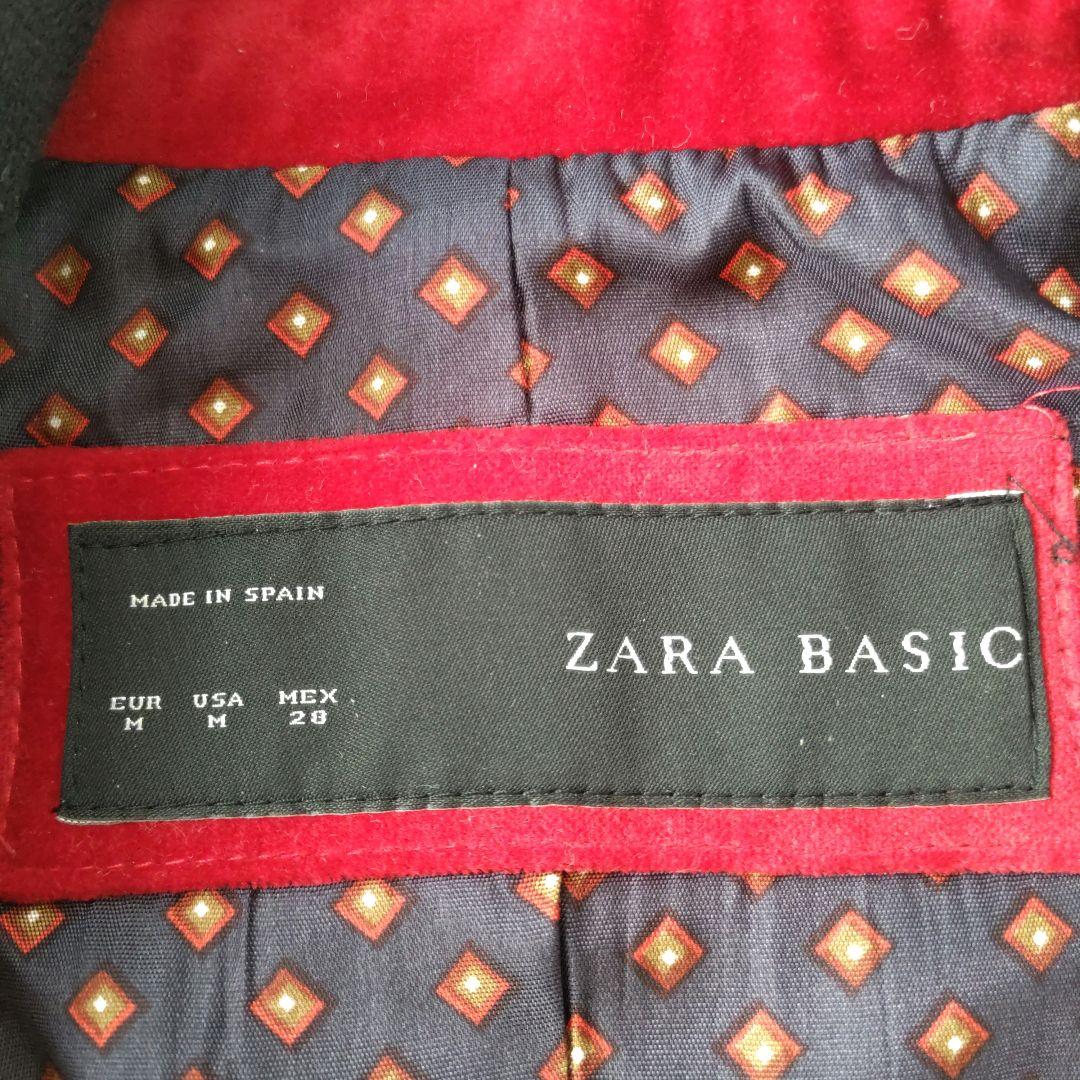 MADE IN SPAIN
ZARA BASIC
EUR USA MEX
M M 28